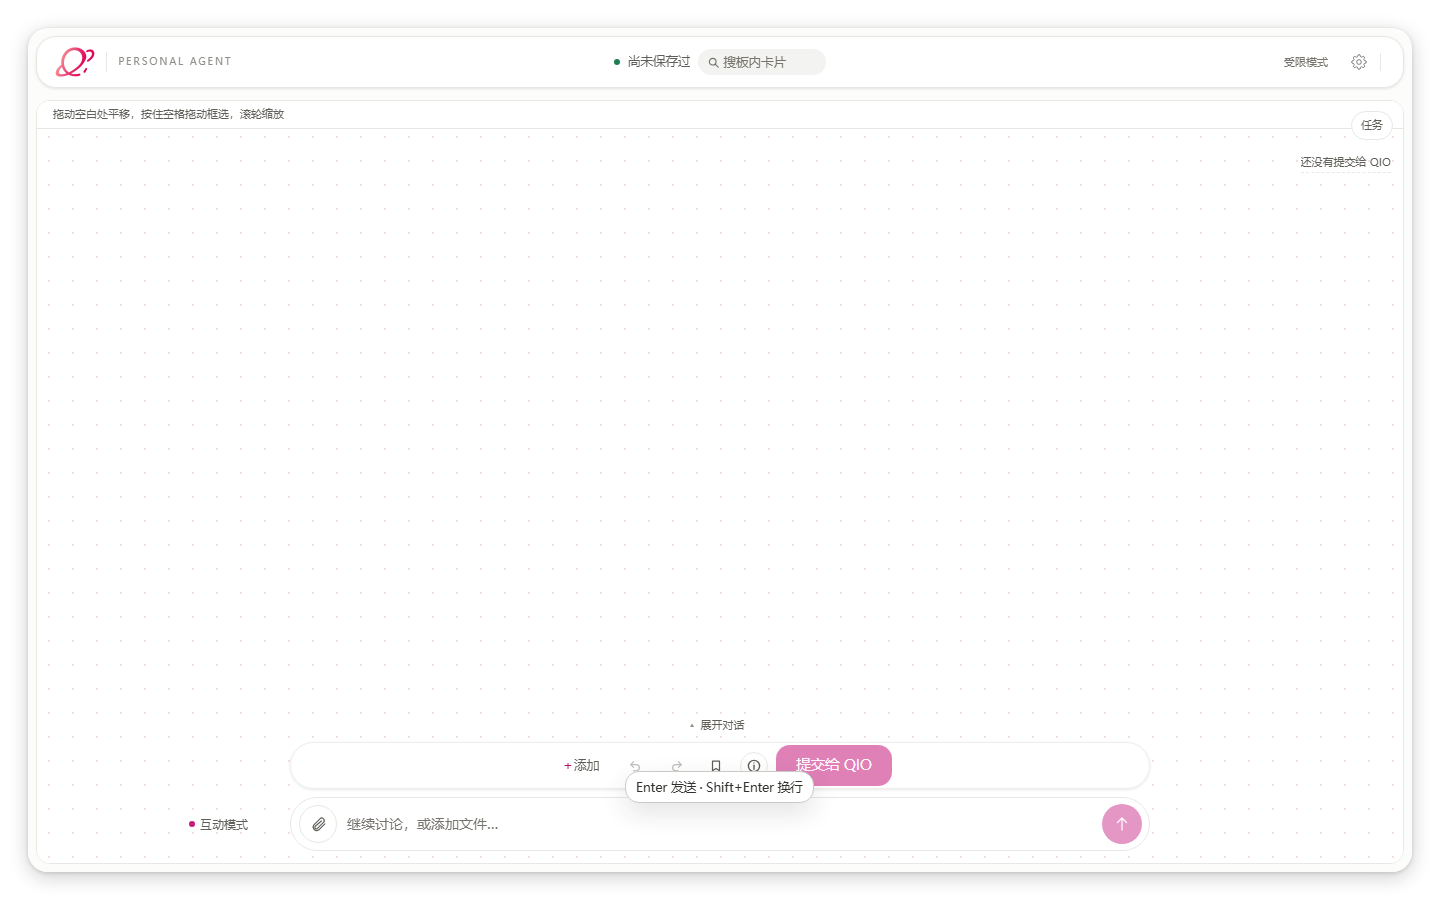 PERSONAL AGENT
尚未保存过
搜板内卡片
受限模式
拖动空白处平移，按住空格拖动框选，滚轮缩放
任务
还没有提交给 QIO
展开对话
+添加
提交给 QIO
Enter 发送 · Shift+Enter 换行
互动模式
继续讨论，或添加文件...